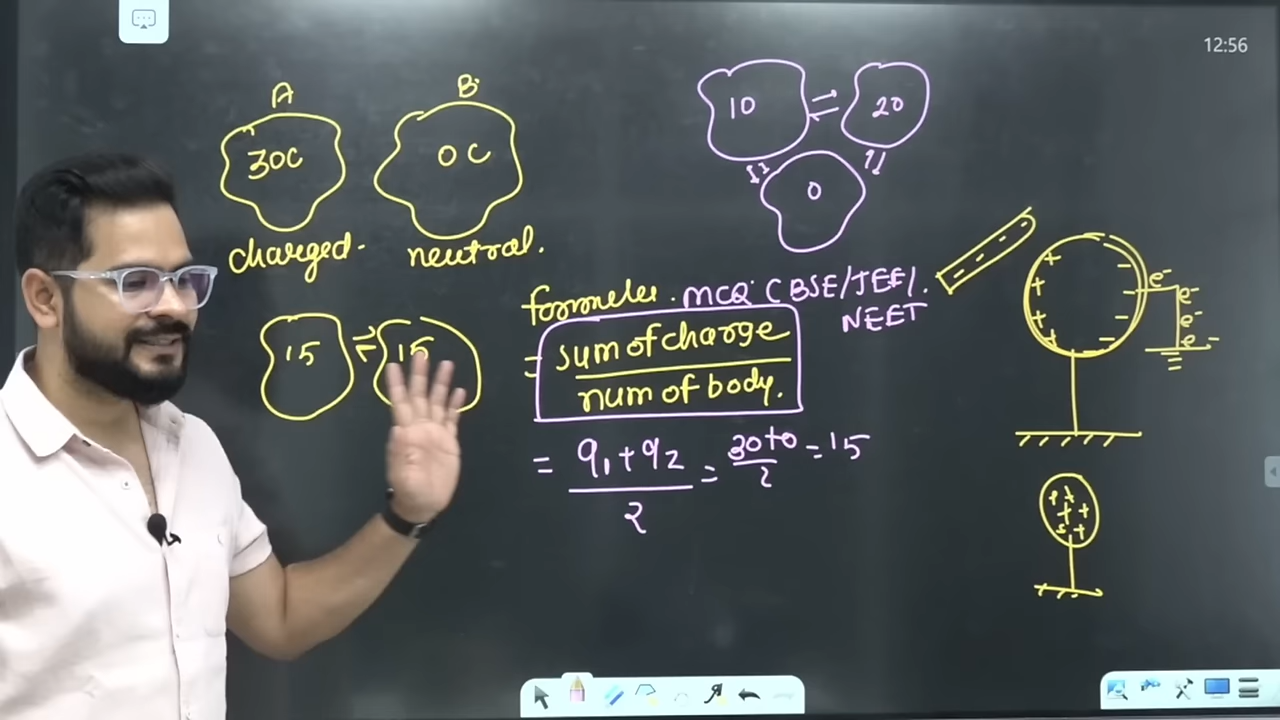 12:56
A B
30C 0C
charged. neutral.
15 15
10 20
0
formula. MCQ. CBSE/JEE/.
NEET
= sum of charge
num of body.
= q₁+q₂ = 30+0 = 15
2 2
e⁻
e⁻
e⁻
e⁻